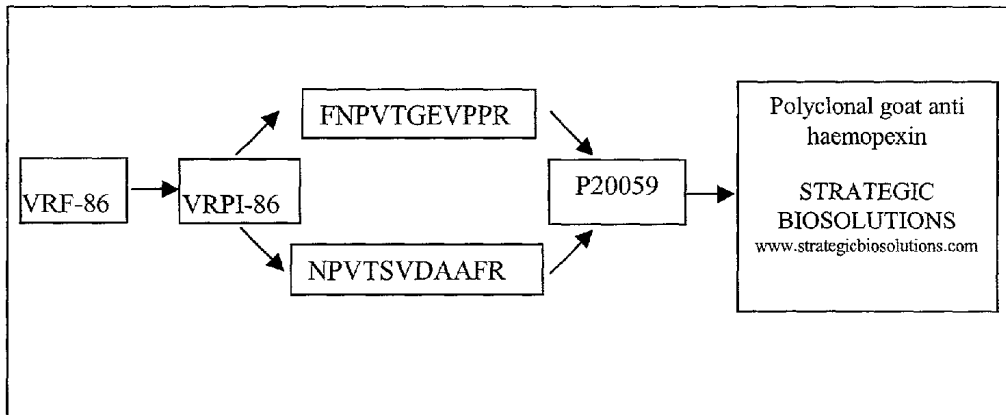 VRF-86
VRPI-86
FNPVTGEVPPR
NPVTSVDAAFR
P20059
Polyclonal goat anti
haemopexin
STRATEGIC
BIOSOLUTIONS
www.strategicbiosolutions.com